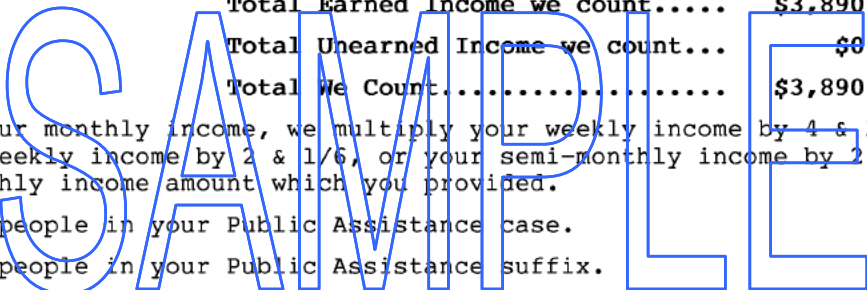 Total Earned Income we count..... $3,890
Total Unearned Income we count... $0
Total We Count................... $3,890
ur monthly income, we multiply your weekly income by 4 &
eekly income by 2 & 1/6, or your semi-monthly income by 2
hly income amount which you provided.
people in your Public Assistance case.
people in your Public Assistance suffix.
SAMPLE